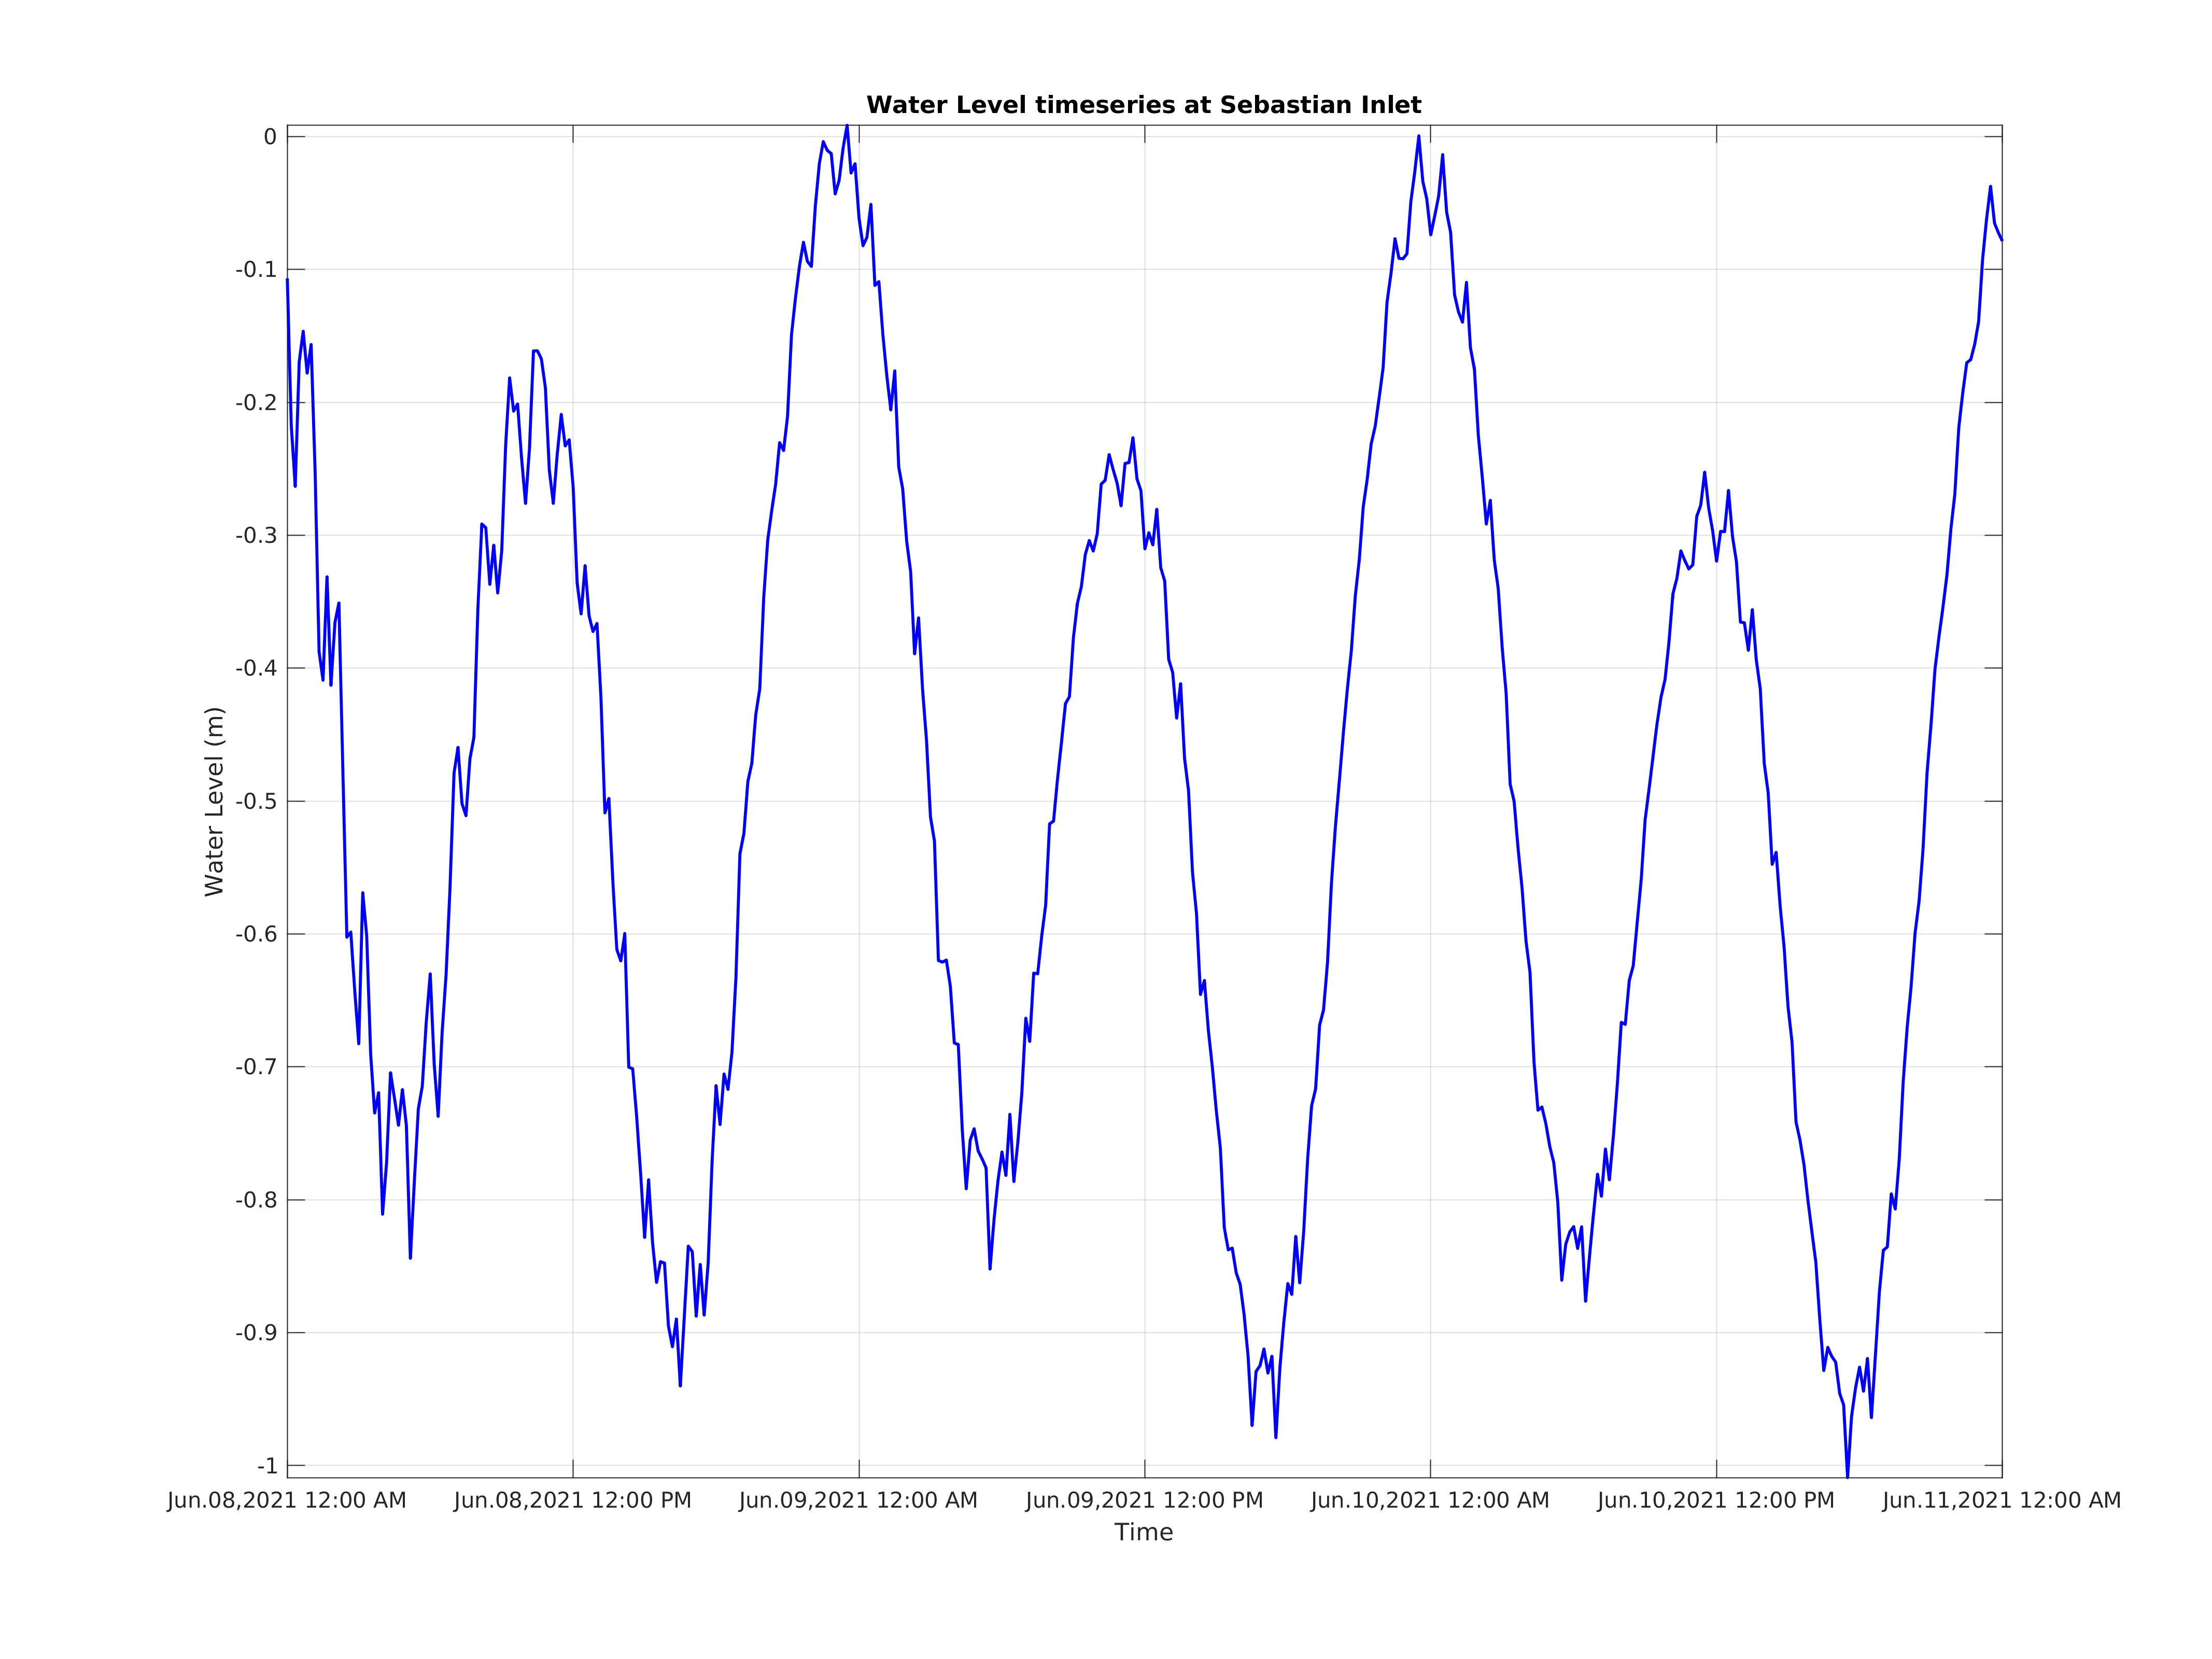 Water Level timeseries at Sebastian Inlet
0
-0.1
-0.2
-0.3
-0.4
-0.5
-0.6
-0.7
-0.8
-0.9
-1
Water Level (m)
Jun.08,2021 12:00 AM
Jun.08,2021 12:00 PM
Jun.09,2021 12:00 AM
Jun.09,2021 12:00 PM
Jun.10,2021 12:00 AM
Jun.10,2021 12:00 PM
Jun.11,2021 12:00 AM
Time